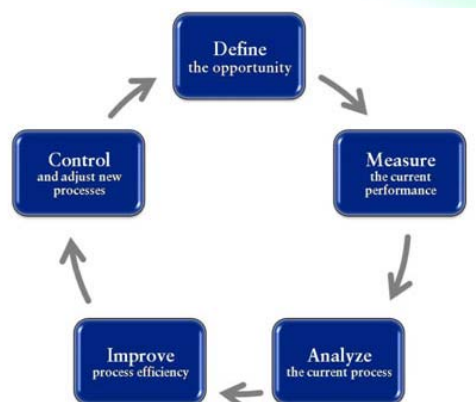 Define
the opportunity
Measure
the current
performance
Analyze
the current process
Improve
process efficiency
Control
and adjust new
processes